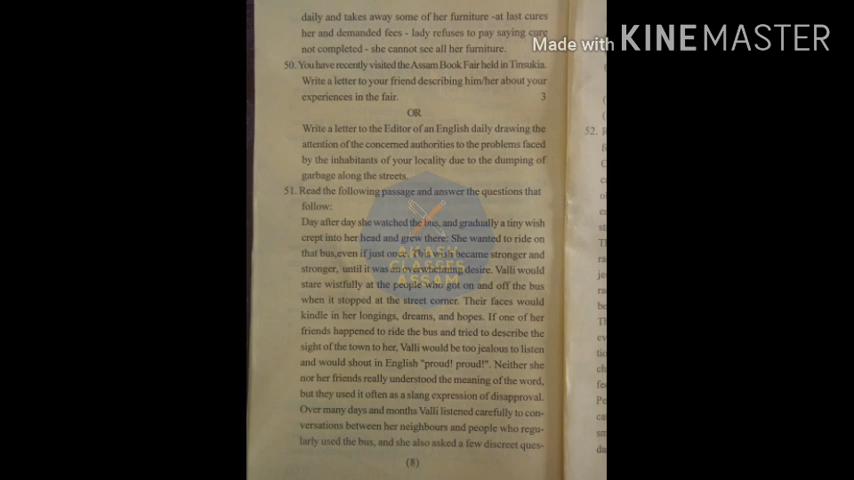 daily and takes away some of her furniture -at last cures
her and demanded fees - lady refuses to pay saying cure
not completed - she cannot see all her furniture.
Made with KINEMASTER
50. You have recently visited the Assam Book Fair held in Tinsukia.
Write a letter to your friend describing him/her about your
experiences in the fair. 3
OR
Write a letter to the Editor of an English daily drawing the
attention of the concerned authorities to the problems faced
by the inhabitants of your locality due to the dumping of
garbage along the streets.
51. Read the following passage and answer the questions that
follow:
Day after day she watched the bus, and gradually a tiny wish
crept into her head and grew there: She wanted to ride on
that bus,even if just once. This wish became stronger and
stronger, until it was an overwhelming desire. Valli would
stare wistfully at the people who got on and off the bus
when it stopped at the street corner. Their faces would
kindle in her longings, dreams, and hopes. If one of her
friends happened to ride the bus and tried to describe the
sight of the town to her, Valli would be too jealous to listen
and would shout in English "proud! proud!". Neither she
nor her friends really understood the meaning of the word,
but they used it often as a slang expression of disapproval.
Over many days and months Valli listened carefully to con-
versations between her neighbours and people who regu-
larly used the bus, and she also asked a few discreet ques-
(8)
AKASH
CLASSES
ASSAM
52.